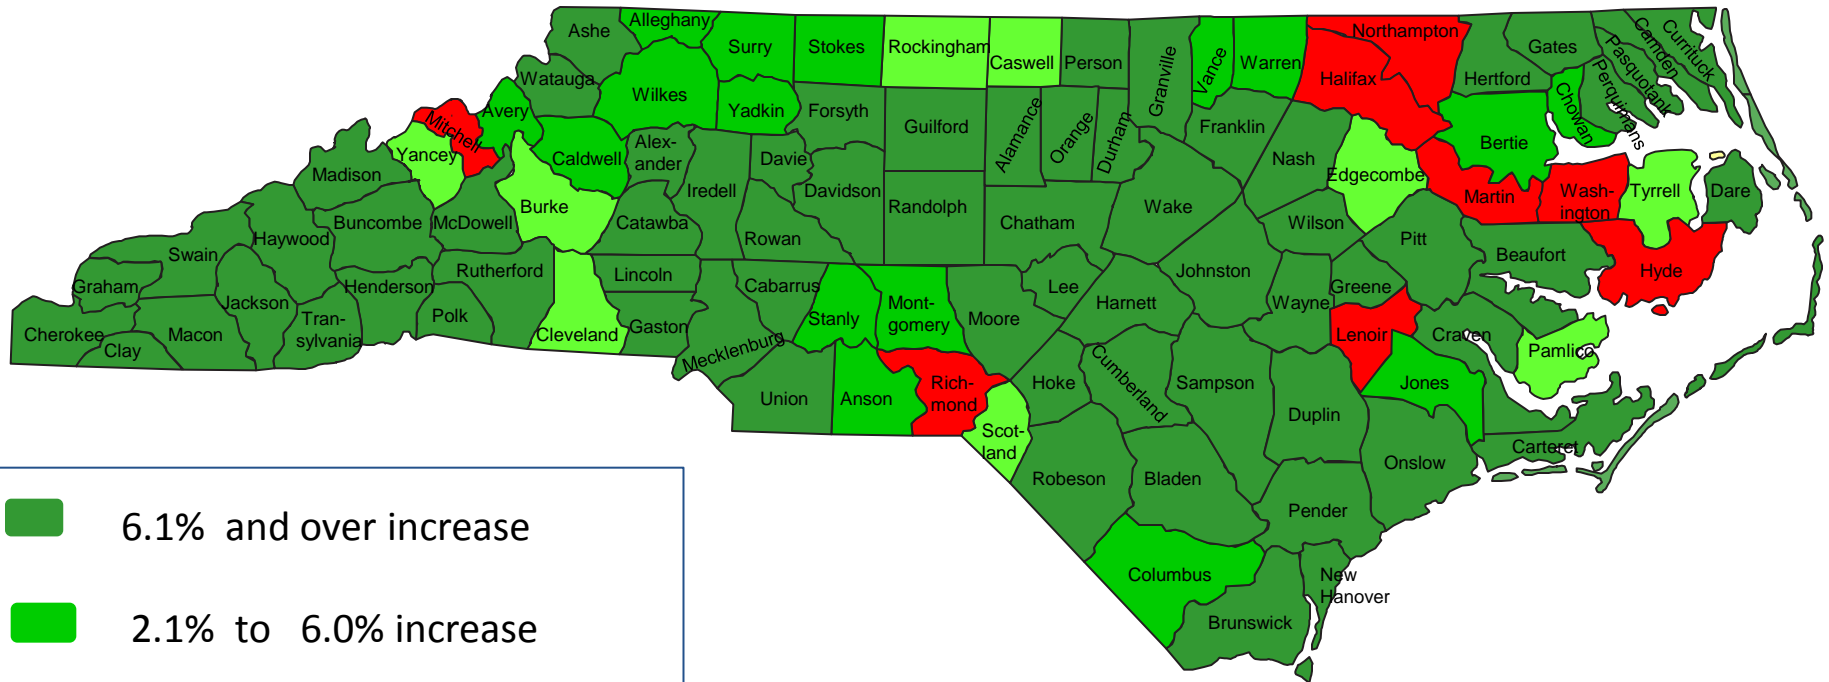 Ashe
Alleghany
Surry
Stokes
Rockingham
Caswell
Person
Granville
Vance
Warren
Northampton
Halifax
Hertford
Gates
Currituck
Camden
Pasquotank
Perquimans
Chowan
Bertie
Watauga
Wilkes
Yadkin
Forsyth
Guilford
Alamance
Orange
Durham
Franklin
Nash
Edgecombe
Martin
Wash-
ington
Tyrrell
Dare
Avery
Mitchell
Yancey
Caldwell
Alex-
ander
Davie
Iredell
Davidson
Randolph
Chatham
Wake
Wilson
Pitt
Beaufort
Hyde
Madison
Buncombe
McDowell
Burke
Catawba
Rowan
Swain
Haywood
Graham
Jackson
Henderson
Rutherford
Lincoln
Cabarrus
Stanly
Mont-
gomery
Moore
Lee
Harnett
Johnston
Wayne
Greene
Lenoir
Craven
Pamlico
Cherokee
Clay
Macon
Tran-
sylvania
Polk
Cleveland
Gaston
Mecklenburg
Union
Anson
Rich-
mond
Scot-
land
Hoke
Cumberland
Sampson
Duplin
Jones
Onslow
Carteret
Robeson
Bladen
Pender
Columbus
Brunswick
New
Hanover
6.1% and over increase
2.1% to 6.0% increase